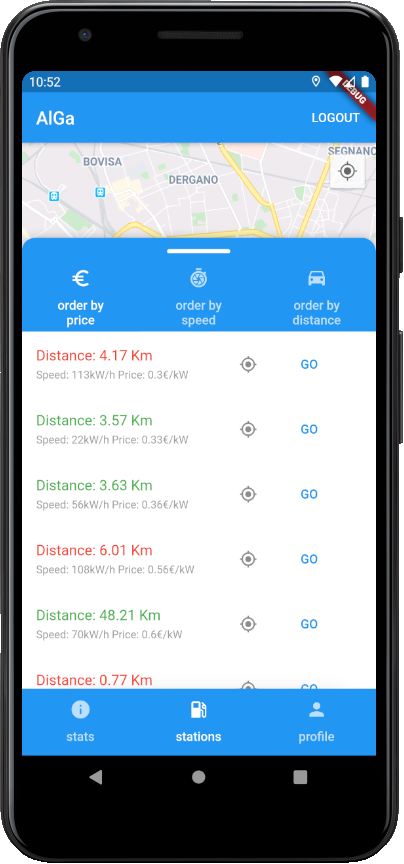 10:52
DEBUG
AlGa
LOGOUT
SEGNANO
BOVISA
DERGANO
order by
price
order by
speed
order by
distance
Distance: 4.17 Km
Speed: 113kW/h Price: 0.3€/kW
GO
Distance: 3.57 Km
Speed: 22kW/h Price: 0.33€/kW
GO
Distance: 3.63 Km
Speed: 56kW/h Price: 0.36€/kW
GO
Distance: 6.01 Km
Speed: 108kW/h Price: 0.56€/kW
GO
Distance: 48.21 Km
Speed: 70kW/h Price: 0.6€/kW
GO
Distance: 0.77 Km
GO
stats
stations
profile